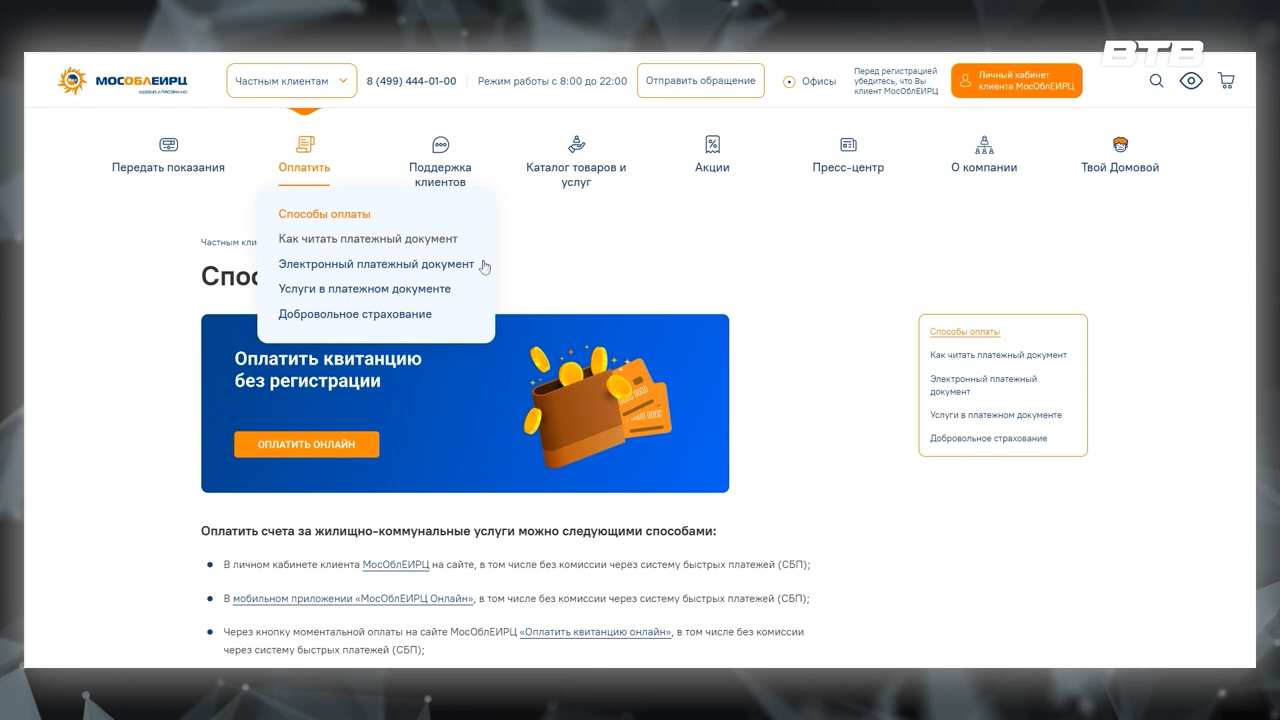 ВТВ
МОСОБЛЕИРЦ
УДОБНО И ПРОЗРАЧНО
Частным клиентам
8 (499) 444-01-00
Режим работы с 8:00 до 22:00
Отправить обращение
Офисы
Перед регистрацией
убедитесь, что Вы
клиент МосОблЕИРЦ
Личный кабинет
клиента МосОблЕИРЦ
Передать показания
Оплатить
Поддержка
клиентов
Каталог товаров и
услуг
Акции
Пресс-центр
О компании
Твой Домовой
Способы оплаты
Как читать платежный документ
Электронный платежный документ
Услуги в платежном документе
Добровольное страхование
Частным кли
Спос
Оплатить квитанцию
без регистрации
ОПЛАТИТЬ ОНЛАЙН
Способы оплаты
Как читать платежный документ
Электронный платежный
документ
Услуги в платежном документе
Добровольное страхование
Оплатить счета за жилищно-коммунальные услуги можно следующими способами:
В личном кабинете клиента МосОблЕИРЦ на сайте, в том числе без комиссии через систему быстрых платежей (СБП);
В мобильном приложении «МосОблЕИРЦ Онлайн», в том числе без комиссии через систему быстрых платежей (СБП);
Через кнопку моментальной оплаты на сайте МосОблЕИРЦ «Оплатить квитанцию онлайн», в том числе без комиссии
через систему быстрых платежей (СБП);